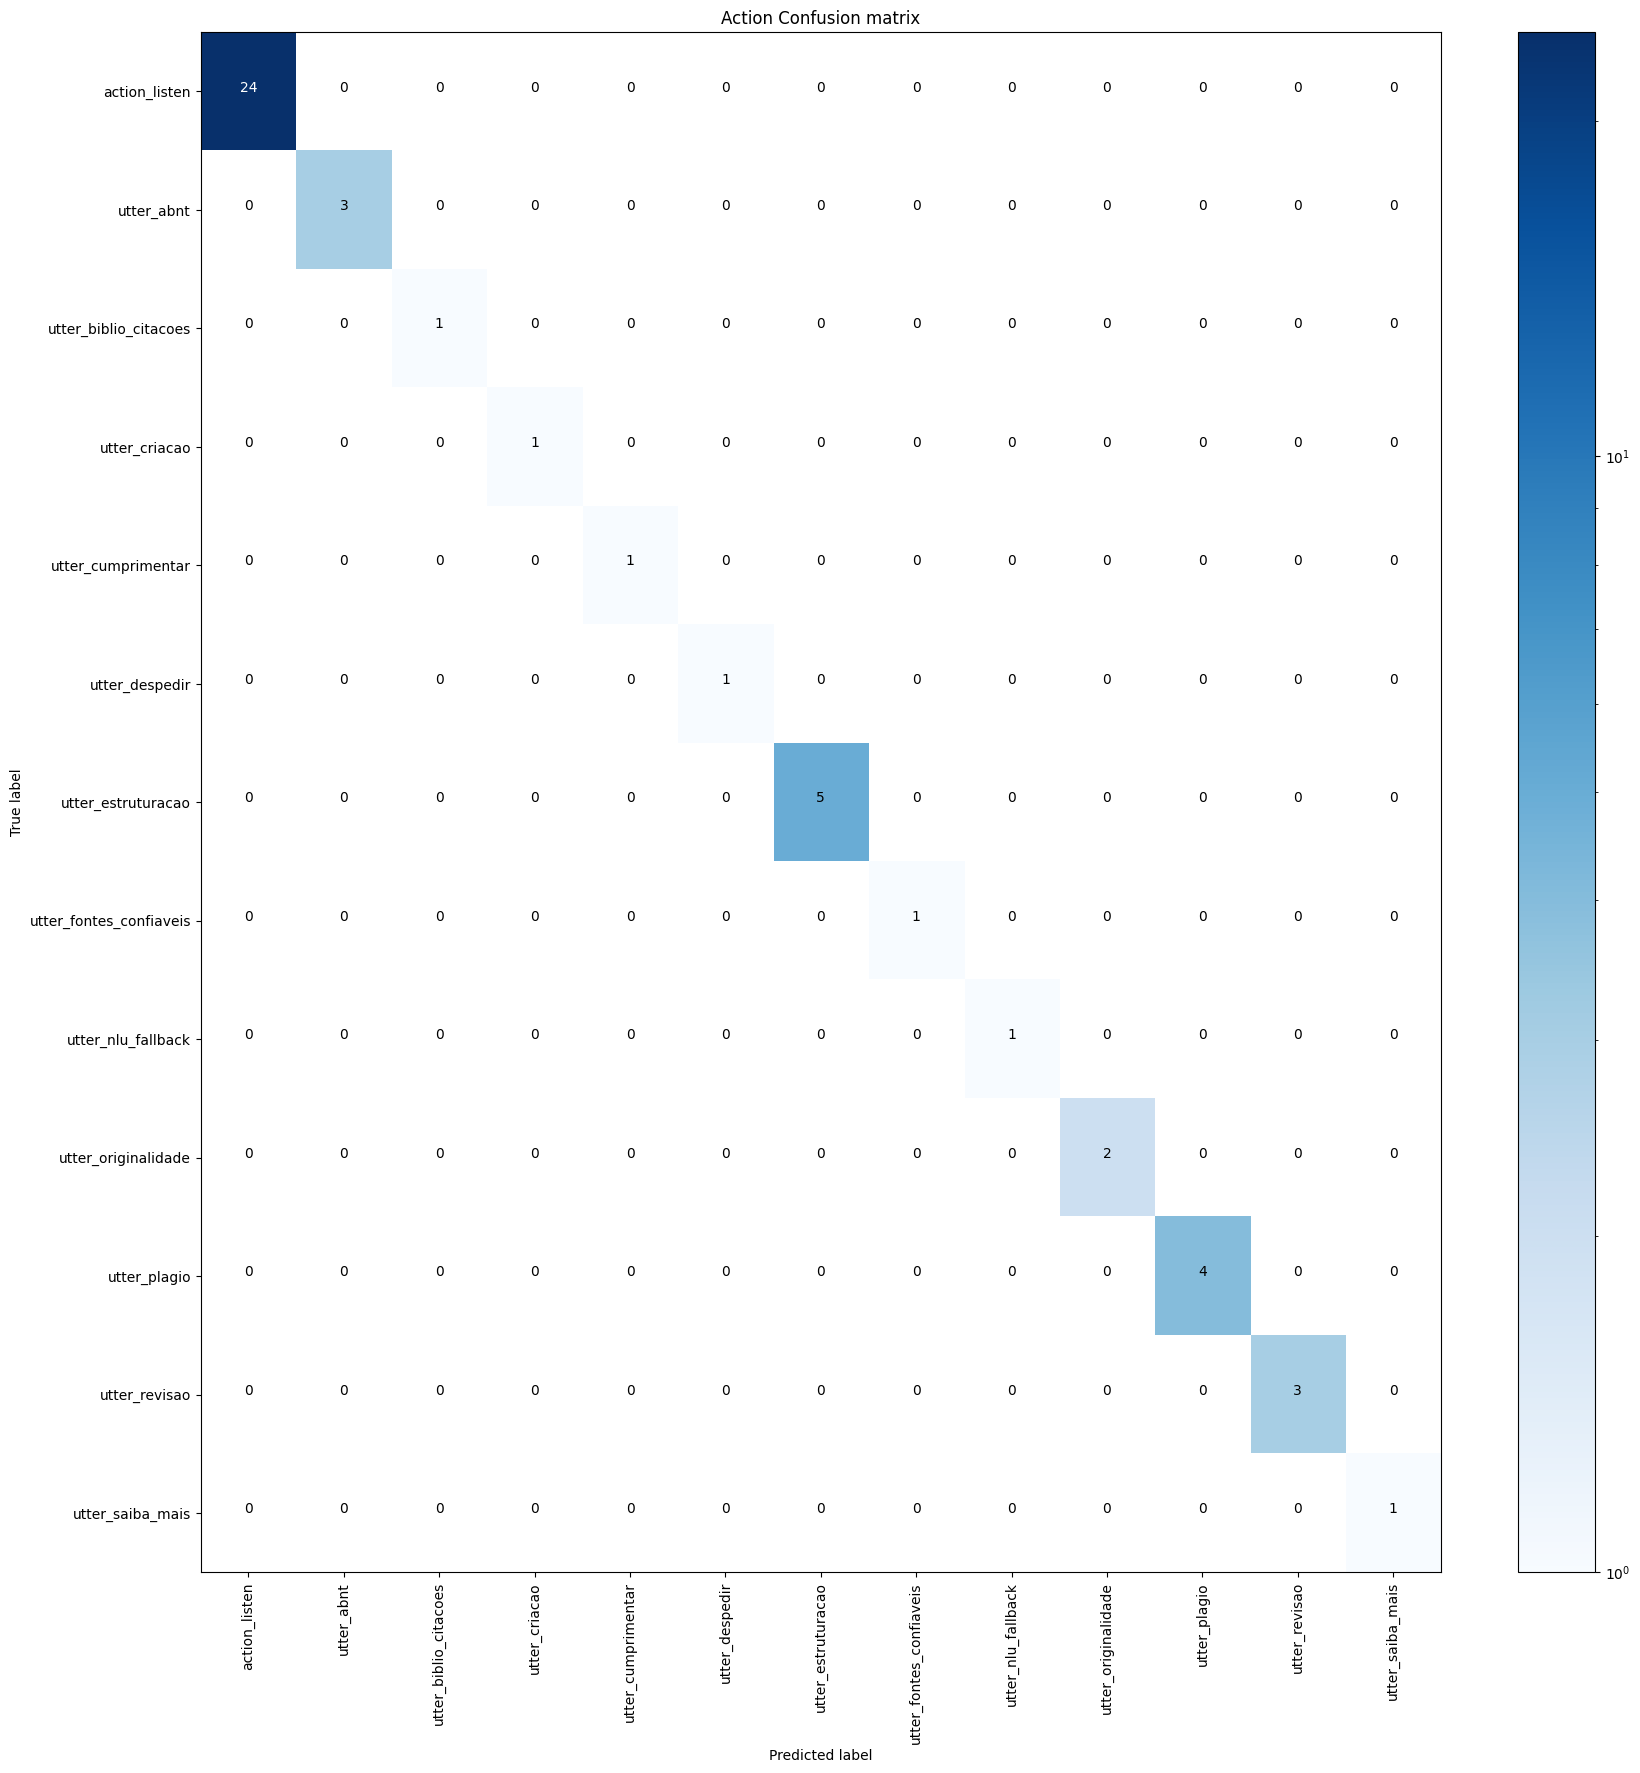 Action Confusion matrix
action_listen 24 0 0 0 0 0 0 0 0 0 0 0 0
utter_abnt 0 3 0 0 0 0 0 0 0 0 0 0 0
utter_biblio_citacoes 0 0 1 0 0 0 0 0 0 0 0 0 0
utter_criacao 0 0 0 1 0 0 0 0 0 0 0 0 0
10¹
utter_cumprimentar 0 0 0 0 1 0 0 0 0 0 0 0 0
utter_despedir 0 0 0 0 0 1 0 0 0 0 0 0 0
True label
utter_estruturacao 0 0 0 0 0 0 5 0 0 0 0 0 0
utter_fontes_confiaveis 0 0 0 0 0 0 0 1 0 0 0 0 0
utter_nlu_fallback 0 0 0 0 0 0 0 0 1 0 0 0 0
utter_originalidade 0 0 0 0 0 0 0 0 0 2 0 0 0
utter_plagio 0 0 0 0 0 0 0 0 0 0 4 0 0
utter_revisao 0 0 0 0 0 0 0 0 0 0 0 3 0
utter_saiba_mais 0 0 0 0 0 0 0 0 0 0 0 0 1
10⁰
action_listen
utter_abnt
utter_biblio_citacoes
utter_criacao
utter_cumprimentar
utter_despedir
utter_estruturacao
utter_fontes_confiaveis
utter_nlu_fallback
utter_originalidade
utter_plagio
utter_revisao
utter_saiba_mais
Predicted label